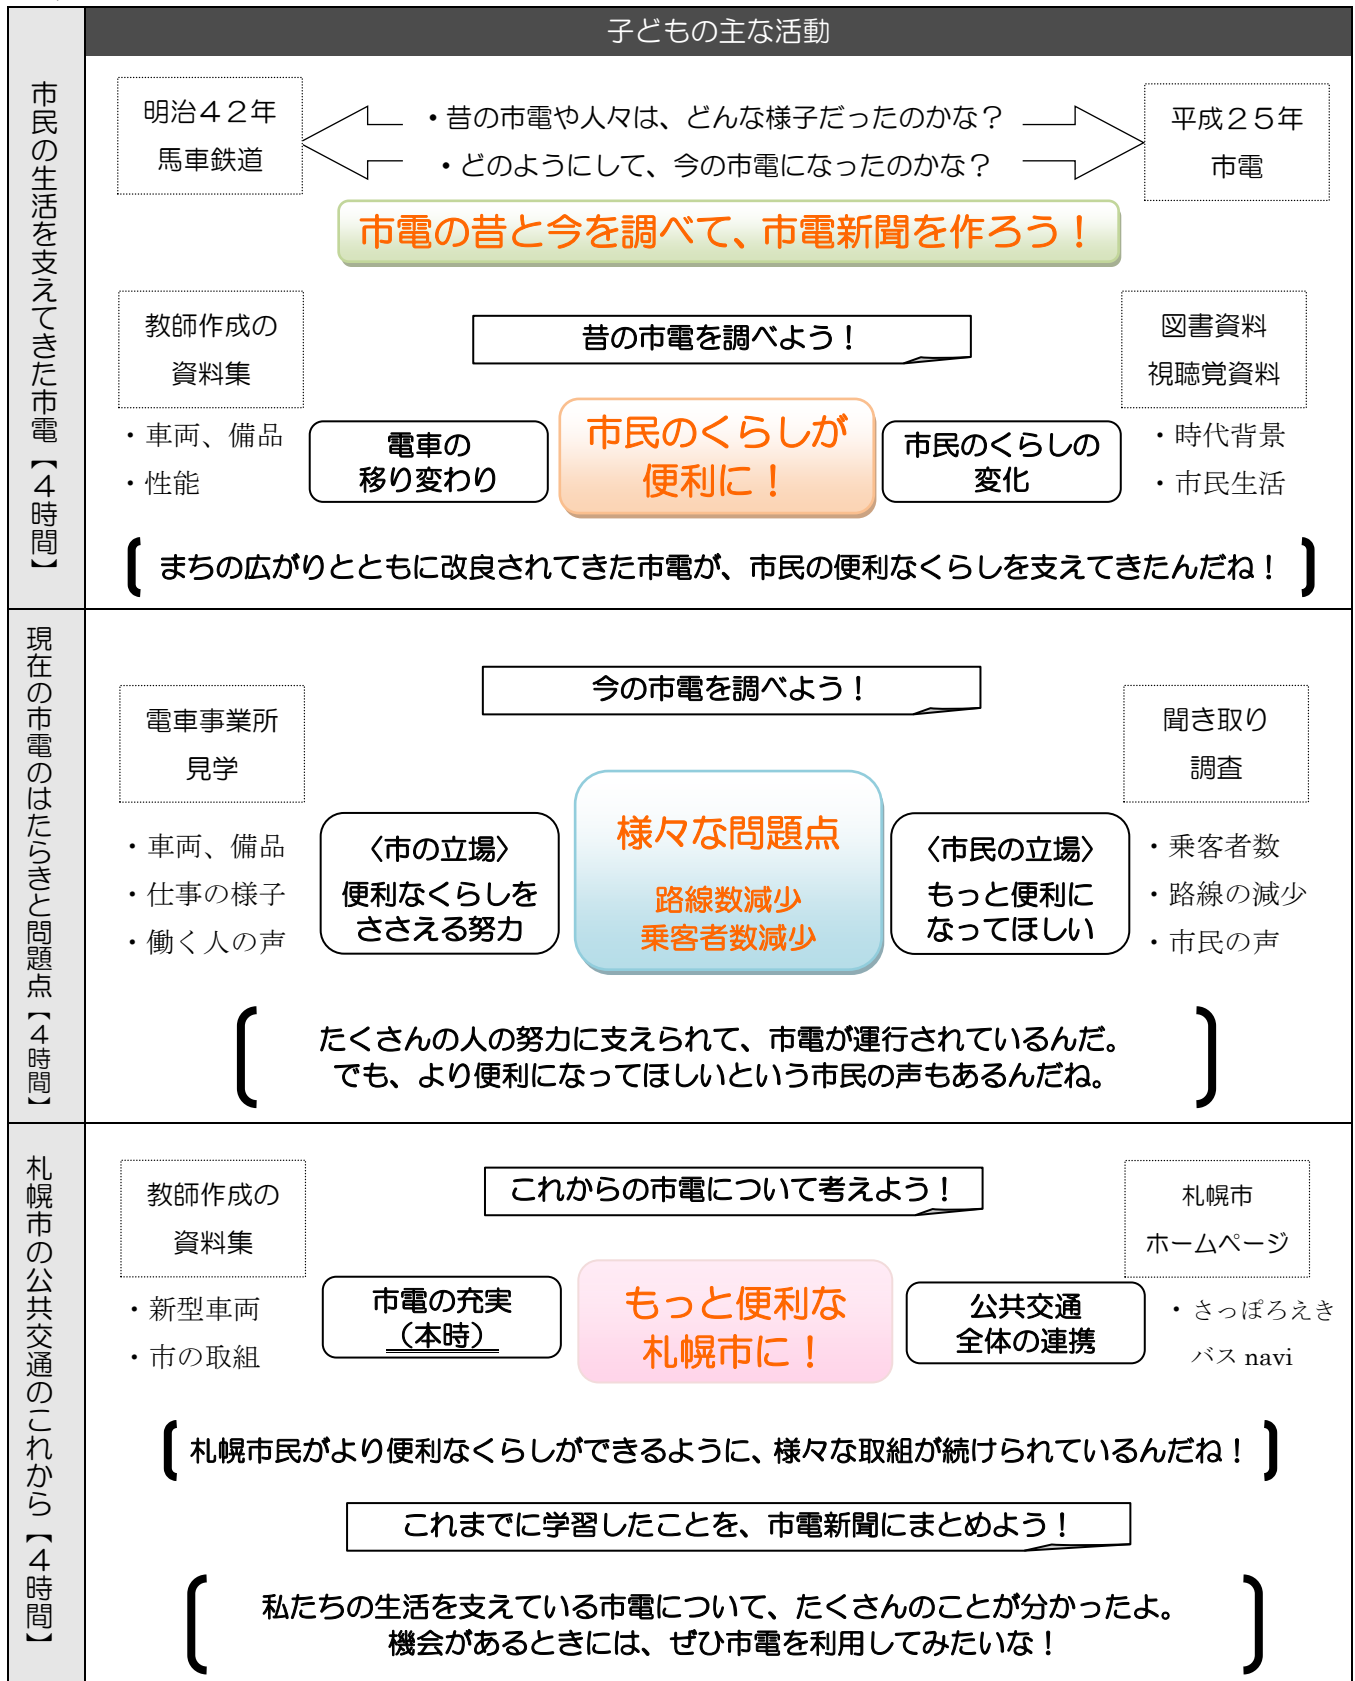 子どもの主な活動
市民の生活を支えてきた市電【４時間】
明治４２年
馬車鉄道
・昔の市電や人々は、どんな様子だったのかな？
・どのようにして、今の市電になったのかな？
平成２５年
市電
市電の昔と今を調べて、市電新聞を作ろう！
教師作成の
資料集
・車両、備品
・性能
昔の市電を調べよう！
図書資料
視聴覚資料
・時代背景
・市民生活
電車の
移り変わり
市民のくらしが
便利に！
市民のくらしの
変化
まちの広がりとともに改良されてきた市電が、市民の便利なくらしを支えてきたんだね！
現在の市電のはたらきと問題点【４時間】
今の市電を調べよう！
電車事業所
見学
・車両、備品
・仕事の様子
・働く人の声
聞き取り
調査
・乗客者数
・路線の減少
・市民の声
〈市の立場〉
便利なくらしを
ささえる努力
様々な問題点
路線数減少
乗客者数減少
〈市民の立場〉
もっと便利に
なってほしい
たくさんの人の努力に支えられて、市電が運行されているんだ。
でも、より便利になってほしいという市民の声もあるんだね。
札幌市の公共交通のこれから【４時間】
教師作成の
資料集
・新型車両
・市の取組
これからの市電について考えよう！
札幌市
ホームページ
・さっぽろえき
バス navi
市電の充実
（本時）
もっと便利な
札幌市に！
公共交通
全体の連携
札幌市民がより便利なくらしができるように、様々な取組が続けられているんだね！
これまでに学習したことを、市電新聞にまとめよう！
私たちの生活を支えている市電について、たくさんのことが分かったよ。
機会があるときには、ぜひ市電を利用してみたいな！